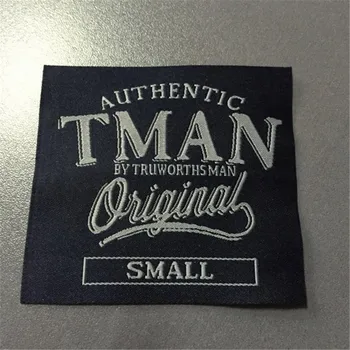 AUTHENTIC
TMAN
BY TRUWORTHSMAN
Original
SMALL